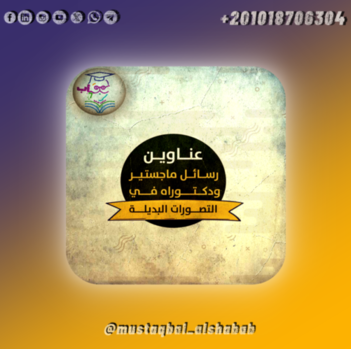 +201018706304
عناوين
رسائل ماجستير
ودكتوراه في
التصورات البديلة
@mustaqbal_alshabab